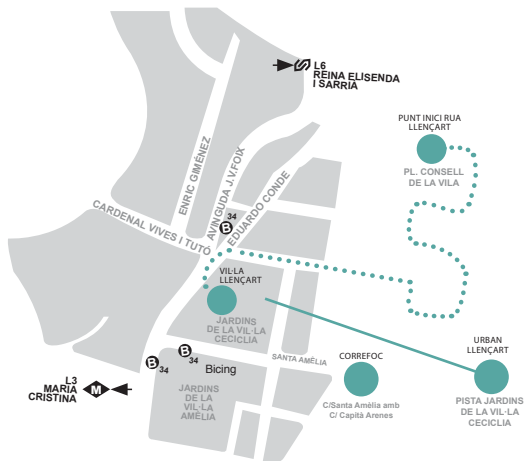 L6
REINA ELISENDA
I SARRIÀ
PUNT INICI RUA
LLENÇART
PL. CONSELL
DE LA VILA
ENRIC GIMÉNEZ
AVINGUDA J.V.FOIX
EDUARDO CONDE
CARDENAL VIVES I TUTÓ
B 34
VIL·LA
LLENÇART
JARDINS
DE LA VIL·LA
CECICLIA
URBAN
LLENÇART
SANTA AMÈLIA
CORREFOC
B 34
B 34
Bicing
L3
MARIA
CRISTINA
M
JARDINS
DE LA
VIL·LA
AMÈLIA
C/Santa Amèlia amb
C/ Capità Arenes
PISTA JARDINS
DE LA VIL·LA
CECICLIA